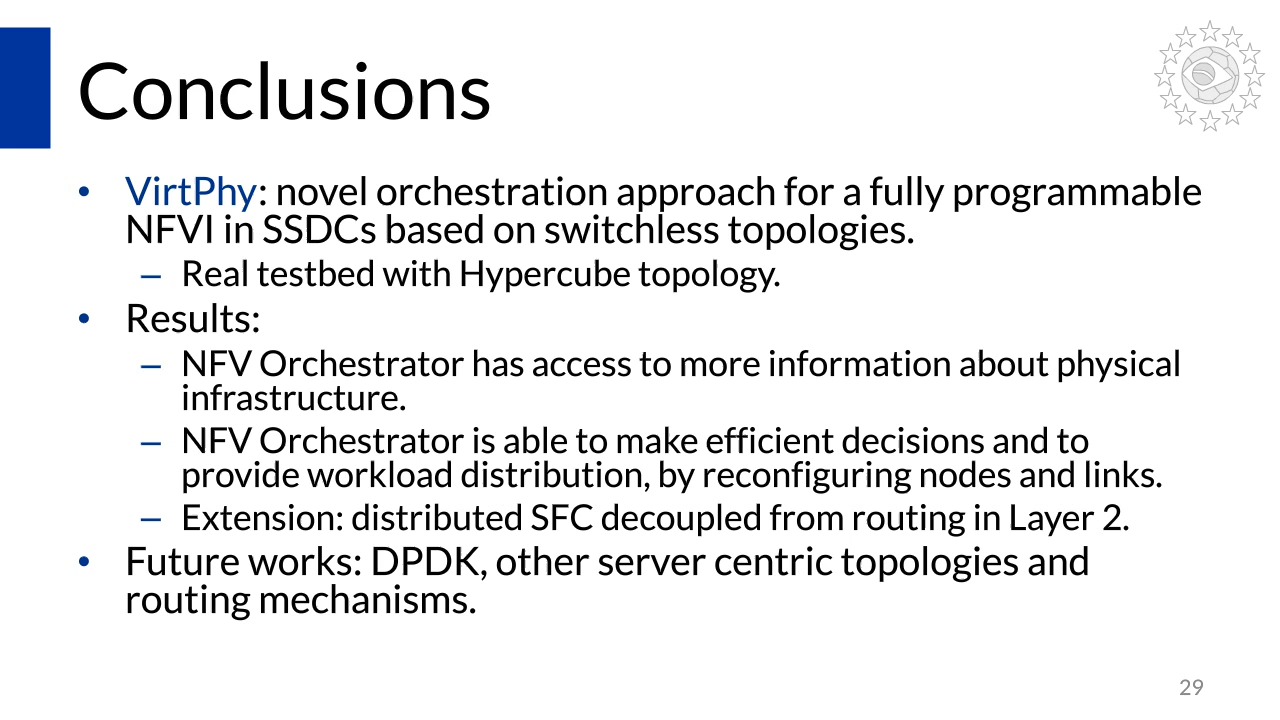 Conclusions
• VirtPhy: novel orchestration approach for a fully programmable
NFVI in SSDCs based on switchless topologies.
– Real testbed with Hypercube topology.
• Results:
– NFV Orchestrator has access to more information about physical
infrastructure.
– NFV Orchestrator is able to make efficient decisions and to
provide workload distribution, by reconfiguring nodes and links.
– Extension: distributed SFC decoupled from routing in Layer 2.
• Future works: DPDK, other server centric topologies and
routing mechanisms.
29